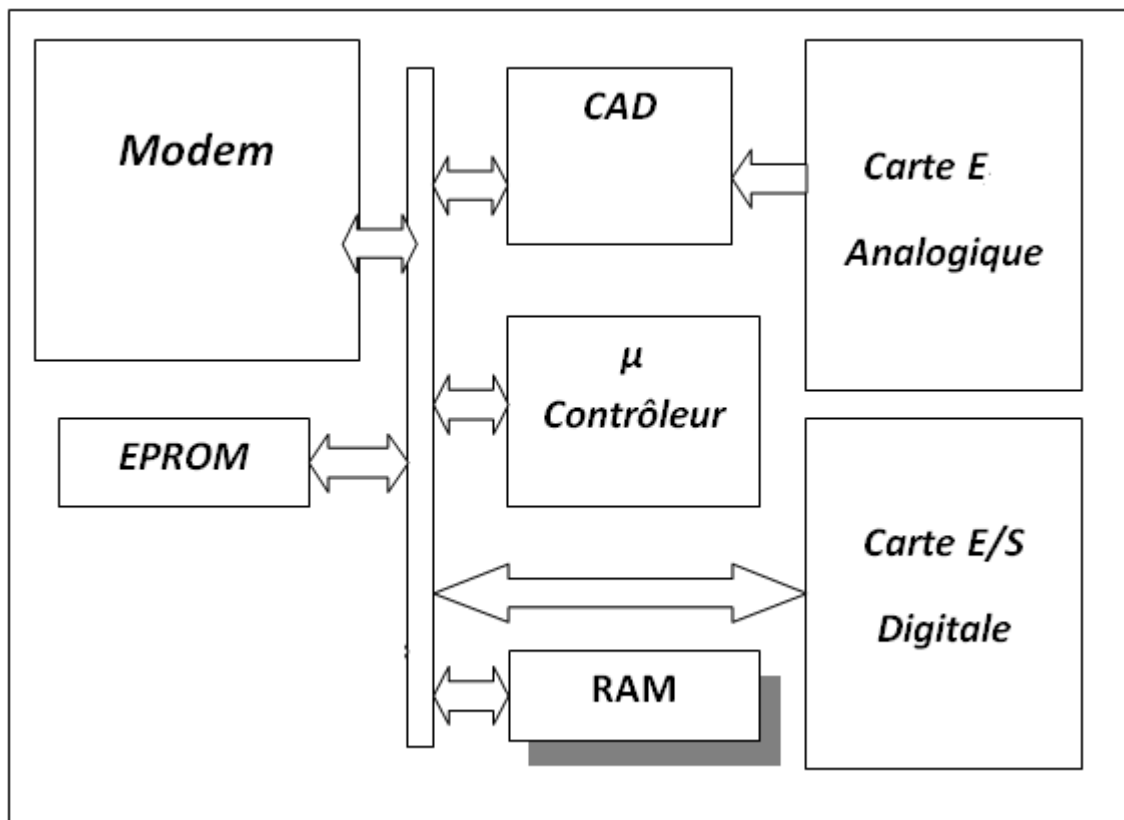 Modem
CAD
Carte E
Analogique
µ
Contrôleur
EPROM
Carte E/S
Digitale
RAM